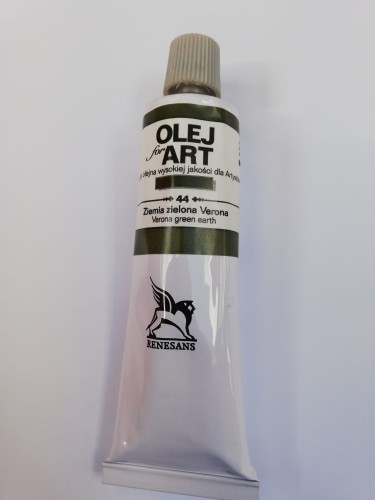 OLEJ
for ART
olejna wysokiej jakości dla
44
Ziemia zielona Verona
Verona green earth
RENESANS